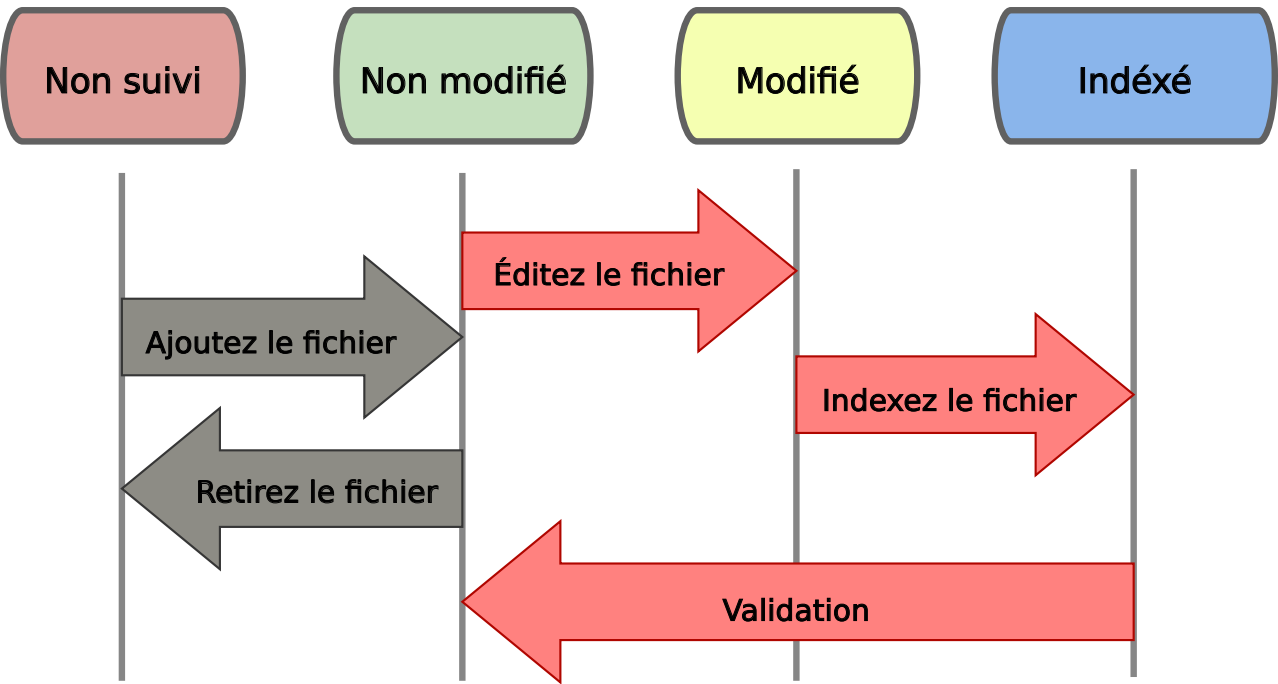 Non suivi
Non modifié
Modifié
Indéxé
Éditez le fichier
Ajoutez le fichier
Indexez le fichier
Retirez le fichier
Validation